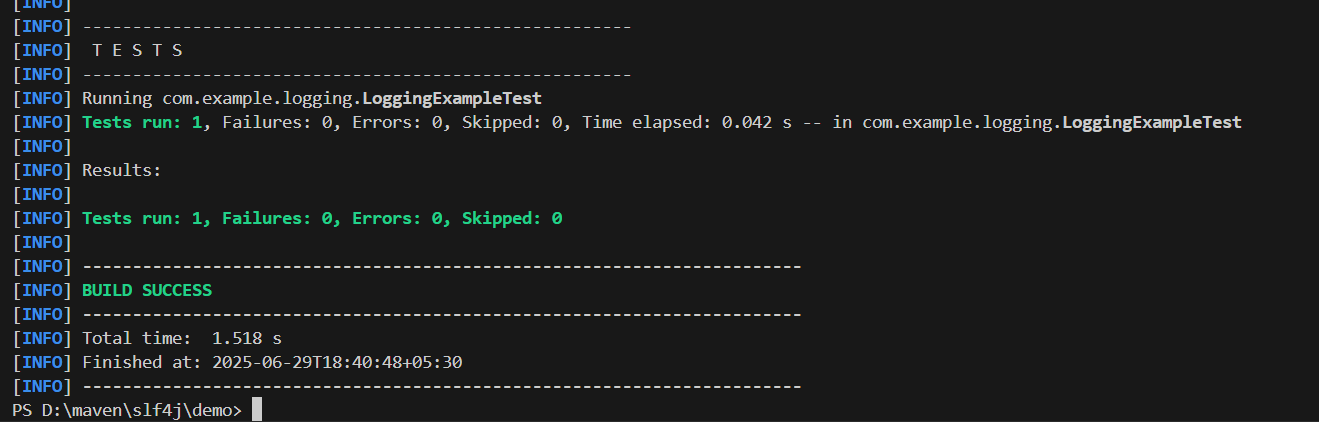 [INFO]
[INFO] -------------------------------------------------------
[INFO]  T E S T S
[INFO] -------------------------------------------------------
[INFO] Running com.example.logging.LoggingExampleTest
[INFO] Tests run: 1, Failures: 0, Errors: 0, Skipped: 0, Time elapsed: 0.042 s -- in com.example.logging.LoggingExampleTest
[INFO]
[INFO] Results:
[INFO]
[INFO] Tests run: 1, Failures: 0, Errors: 0, Skipped: 0
[INFO]
[INFO] ------------------------------------------------------------------------
[INFO] BUILD SUCCESS
[INFO] ------------------------------------------------------------------------
[INFO] Total time:  1.518 s
[INFO] Finished at: 2025-06-29T18:40:48+05:30
[INFO] ------------------------------------------------------------------------
PS D:\maven\slf4j\demo>